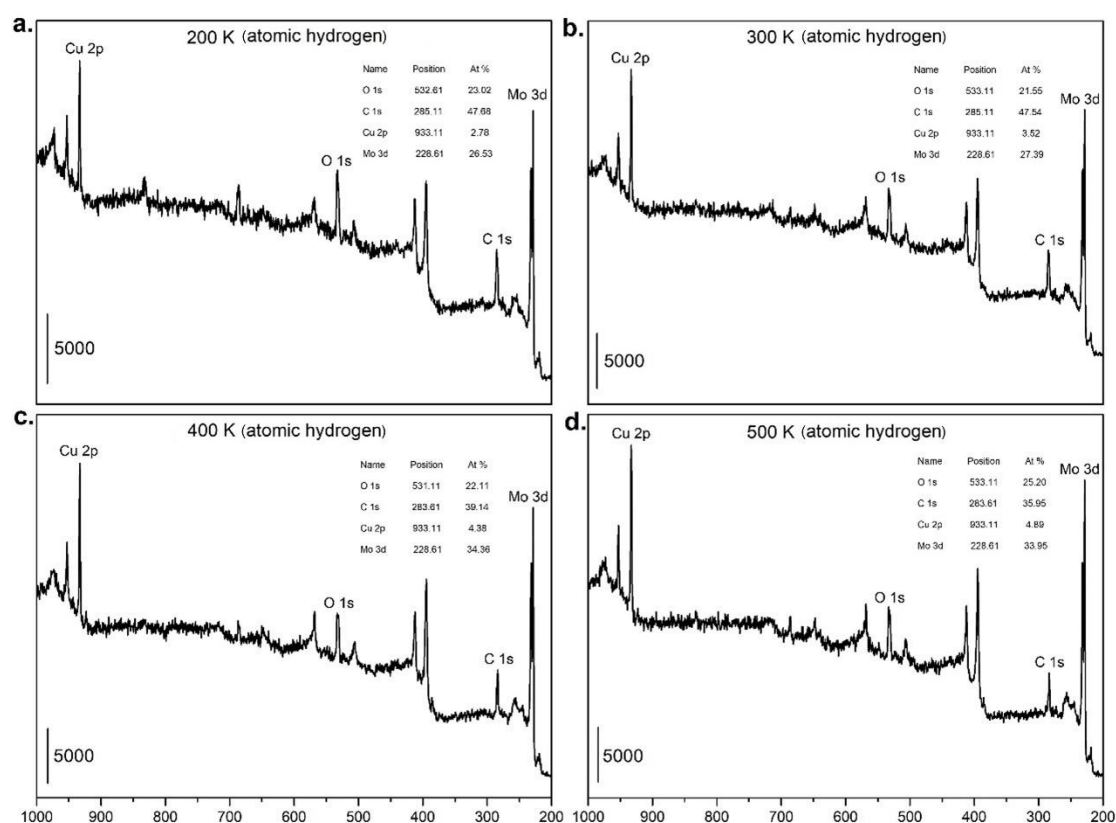 a.
200 K (atomic hydrogen)
Cu 2p
Name Position At %
O 1s 532.61 23.02
C 1s 285.11 47.68
Cu 2p 933.11 2.78
Mo 3d 228.61 26.53
Mo 3d
O 1s
C 1s
5000
b.
300 K (atomic hydrogen)
Cu 2p
Name Position At %
O 1s 533.11 21.55
C 1s 285.11 47.54
Cu 2p 933.11 3.52
Mo 3d 228.61 27.39
Mo 3d
O 1s
C 1s
5000
c.
400 K (atomic hydrogen)
Cu 2p
Name Position At %
O 1s 531.11 22.11
C 1s 283.61 39.14
Cu 2p 933.11 4.38
Mo 3d 228.61 34.36
Mo 3d
O 1s
C 1s
5000
1000 900 800 700 600 500 400 300 200
d.
500 K (atomic hydrogen)
Cu 2p
Name Position At %
O 1s 533.11 25.20
C 1s 283.61 35.95
Cu 2p 933.11 4.89
Mo 3d 228.61 33.95
Mo 3d
O 1s
C 1s
5000
1000 900 800 700 600 500 400 300 200